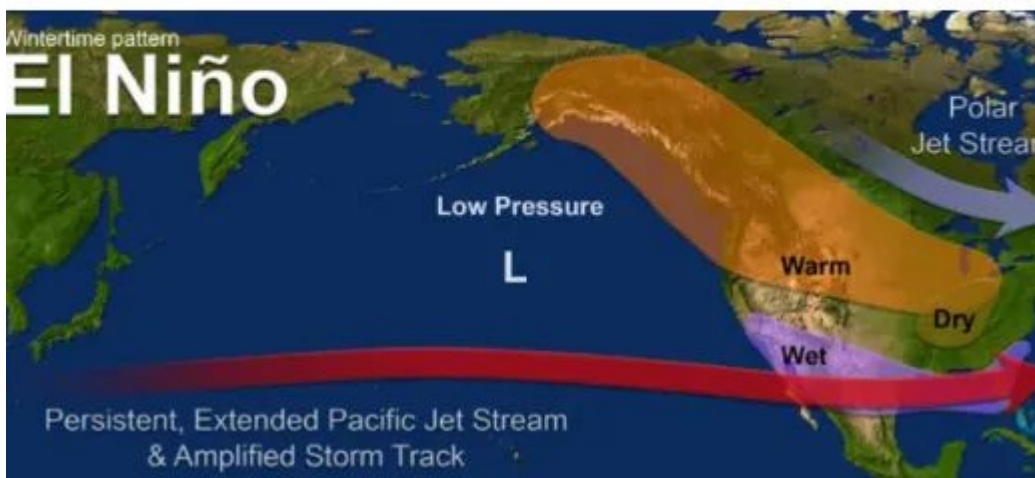 Wintertime pattern
El Niño
Polar
Jet Stream
Low Pressure
L
Warm
Dry
Wet
Persistent, Extended Pacific Jet Stream
& Amplified Storm Track